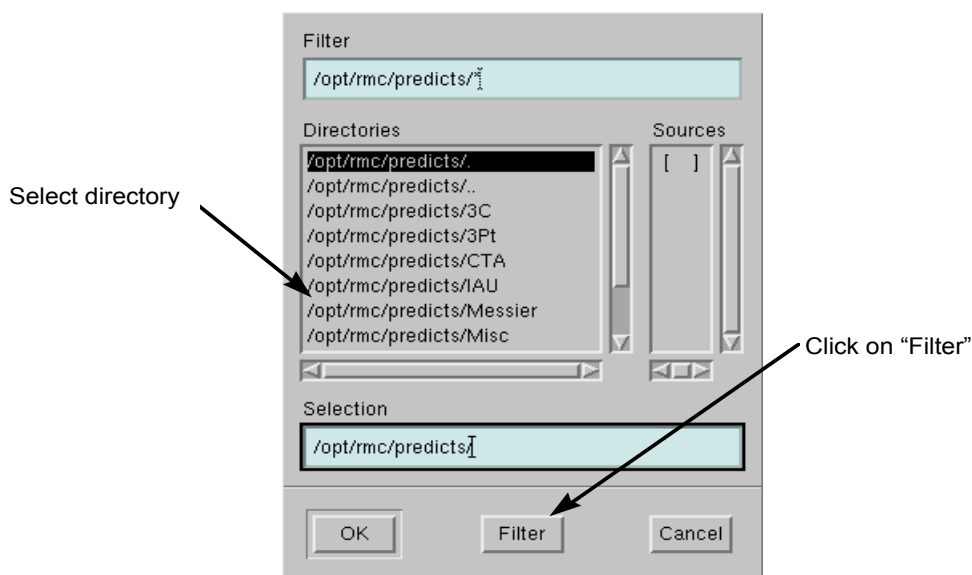 Filter
/opt/rmc/predicts/*
Directories
Sources
/opt/rmc/predicts/.
[ ]
/opt/rmc/predicts/..
Select directory
/opt/rmc/predicts/3C
/opt/rmc/predicts/3Pt
/opt/rmc/predicts/CTA
/opt/rmc/predicts/IAU
/opt/rmc/predicts/Messier
/opt/rmc/predicts/Misc
Click on “Filter”
Selection
/opt/rmc/predicts/
OK
Filter
Cancel